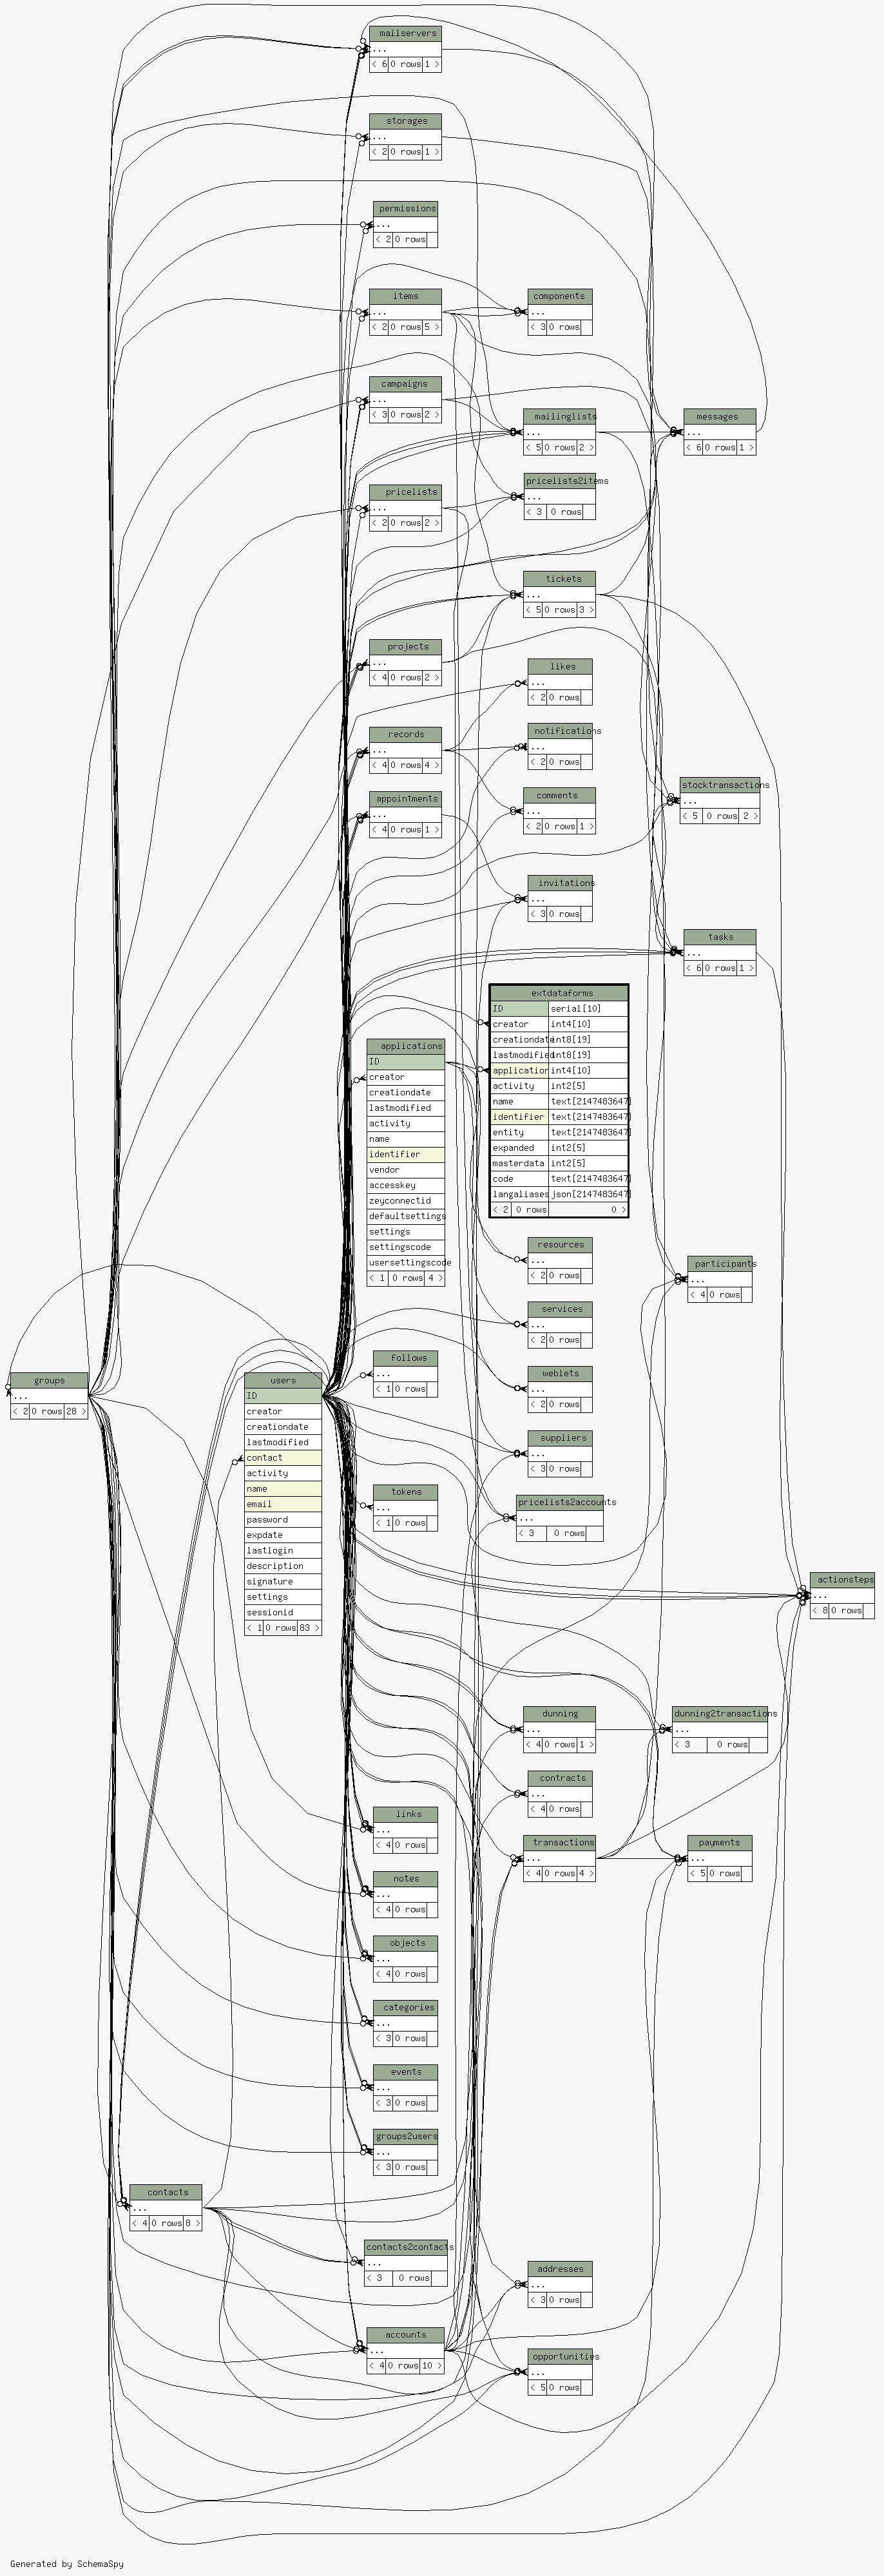 mailservers
...
< 6 0 rows 1 >
storages
...
< 2 0 rows 1 >
permissions
...
< 2 0 rows
items
...
< 2 0 rows 5 >
components
...
< 3 0 rows
campaigns
...
< 3 0 rows 2 >
mailinglists
...
< 5 0 rows 2 >
messages
...
< 6 0 rows 1 >
pricelists
...
< 2 0 rows 2 >
pricelists2items
...
< 3 0 rows
tickets
...
< 5 0 rows 3 >
projects
...
< 4 0 rows 2 >
likes
...
< 2 0 rows
records
...
< 4 0 rows 4 >
notifications
...
< 2 0 rows
appointments
...
< 4 0 rows 1 >
comments
...
< 2 0 rows 1 >
stocktransactions
...
< 5 0 rows 2 >
invitations
...
< 3 0 rows
tasks
...
< 6 0 rows 1 >
extdataforms
ID serial[10]
creator int4[10]
creationdate int8[19]
lastmodified int8[19]
application int4[10]
activity int2[5]
name text[2147483647]
identifier text[2147483647]
entity text[2147483647]
expanded int2[5]
masterdata int2[5]
code text[2147483647]
langaliases json[2147483647]
< 2 0 rows 0 >
applications
ID
creator
creationdate
lastmodified
activity
name
identifier
vendor
accesskey
zeyconnectid
defaultsettings
settings
settingscode
usersettingscode
< 1 0 rows 4 >
resources
...
< 2 0 rows
participants
...
< 4 0 rows
services
...
< 2 0 rows
groups
...
< 2 0 rows 28 >
users
ID
creator
creationdate
lastmodified
contact
activity
name
email
password
expdate
lastlogin
description
signature
settings
sessionid
< 1 0 rows 83 >
follows
...
< 1 0 rows
weblets
...
< 2 0 rows
suppliers
...
< 3 0 rows
tokens
...
< 1 0 rows
pricelists2accounts
...
< 3 0 rows
actionsteps
...
< 8 0 rows
dunning
...
< 4 0 rows 1 >
dunning2transactions
...
< 3 0 rows
contracts
...
< 4 0 rows
links
...
< 4 0 rows
transactions
...
< 4 0 rows 4 >
payments
...
< 5 0 rows
notes
...
< 4 0 rows
objects
...
< 4 0 rows
categories
...
< 3 0 rows
events
...
< 3 0 rows
groups2users
...
< 3 0 rows
contacts
...
< 4 0 rows 8 >
contacts2contacts
...
< 3 0 rows
addresses
...
< 3 0 rows
accounts
...
< 4 0 rows 10 >
opportunities
...
< 5 0 rows
Generated by SchemaSpy